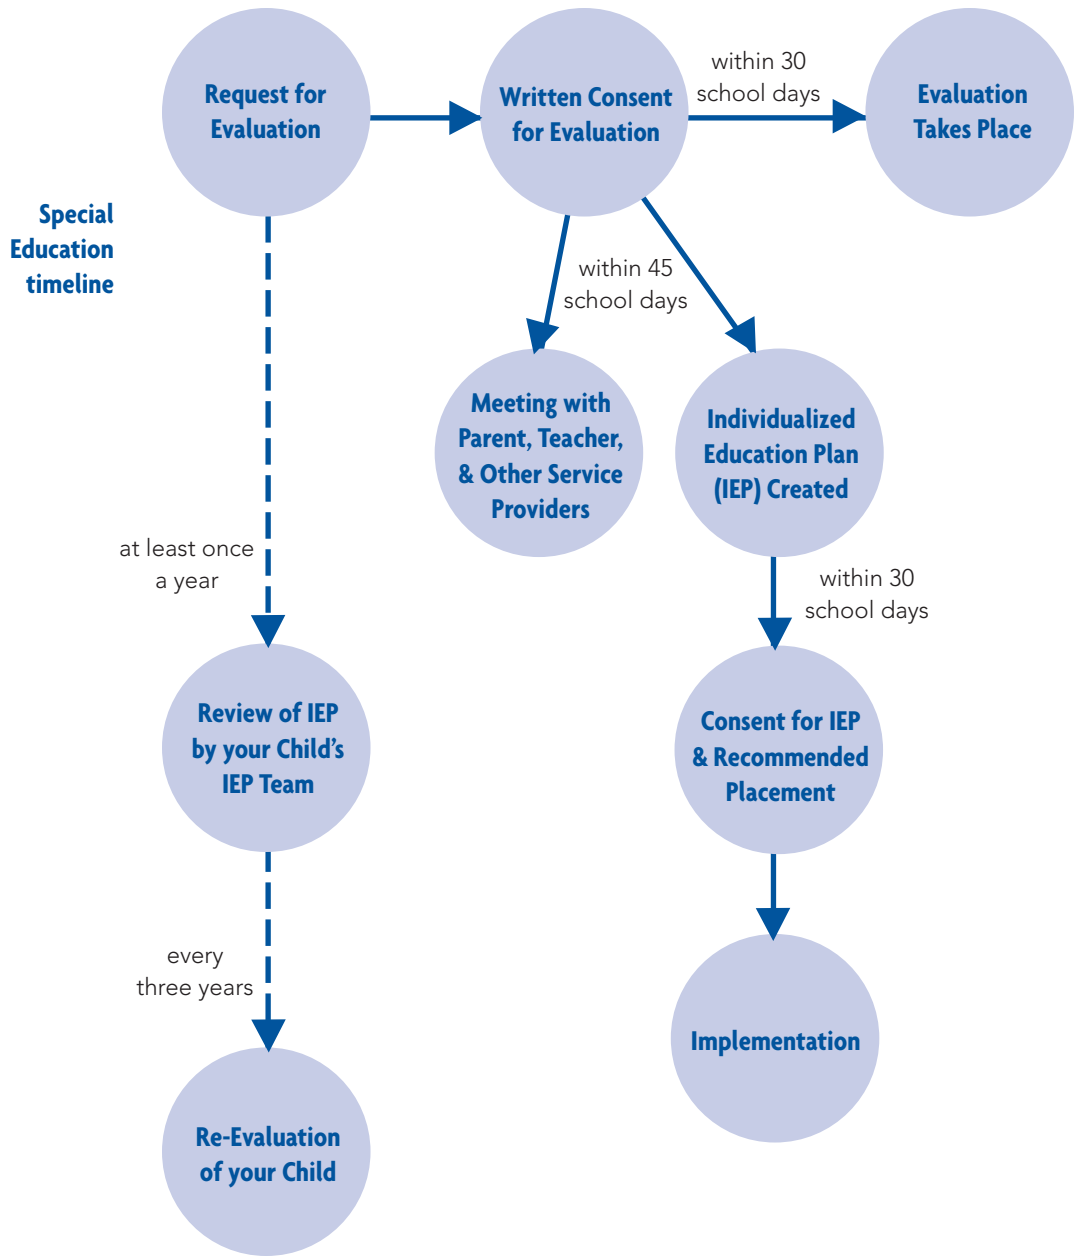 Request for
Evaluation
Written Consent
for Evaluation
within 30
school days
Evaluation
Takes Place
Special
Education
timeline
within 45
school days
Meeting with
Parent, Teacher,
& Other Service
Providers
Individualized
Education Plan
(IEP) Created
at least once
a year
within 30
school days
Review of IEP
by your Child’s
IEP Team
Consent for IEP
& Recommended
Placement
every
three years
Implementation
Re-Evaluation
of your Child